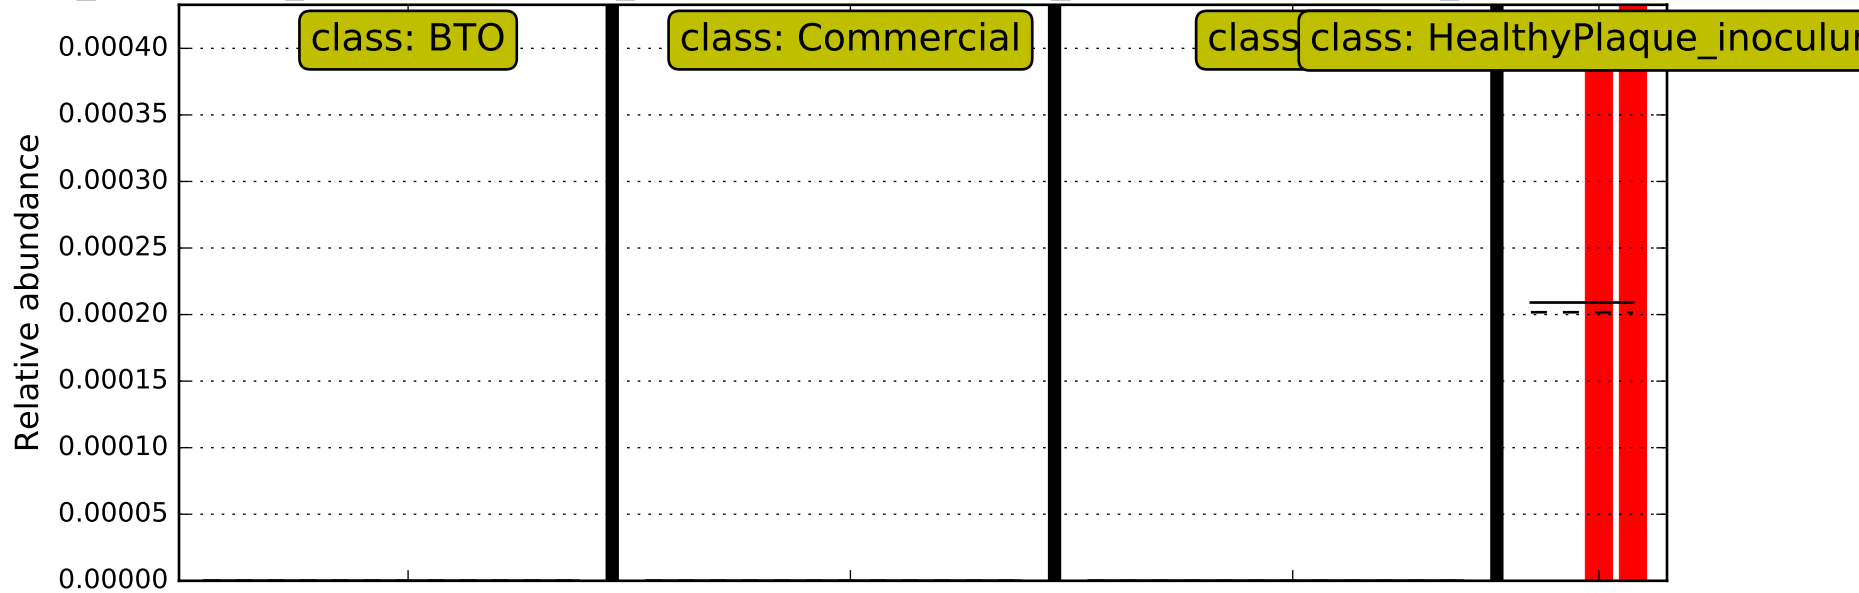 class: BTO
class: Commercial
class
class: HealthyPlaque_inoculu
Relative abundance
0.00040
0.00035
0.00030
0.00025
0.00020
0.00015
0.00010
0.00005
0.00000